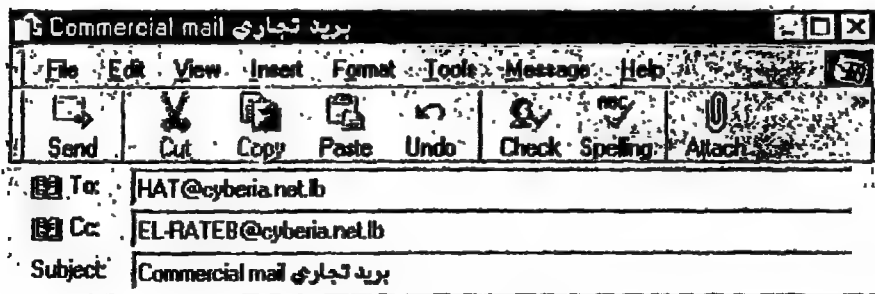 Commercial mail بريد تجاري
File Edit View Insert Format Tools Message Help
Send Cut Copy Paste Undo Check Spelling Attach
To: HAT@cyberia.net.lb
Cc: EL-RATEB@cyberia.net.lb
Subject: Commercial mail بريد تجاري